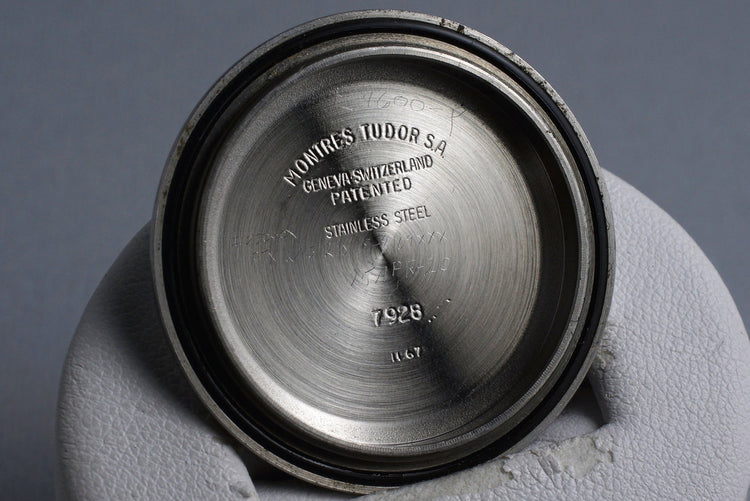 MONTRES TUDOR S.A.
GENEVA-SWITZERLAND
PATENTED
STAINLESS STEEL
7928
II.67